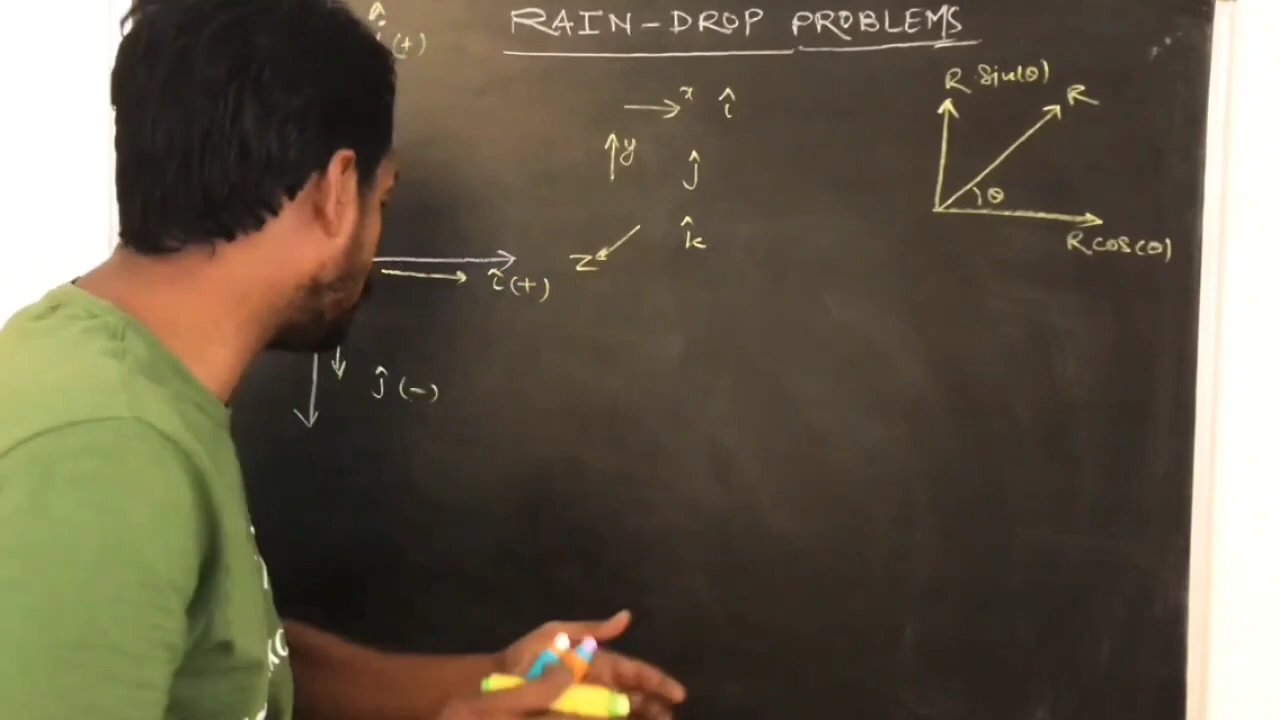 RAIN-DROP PROBLEMS
(+)
x î
y ĵ
z k̂
î(+)
ĵ(-)
R Sin(θ)
R
θ
R cos(θ)